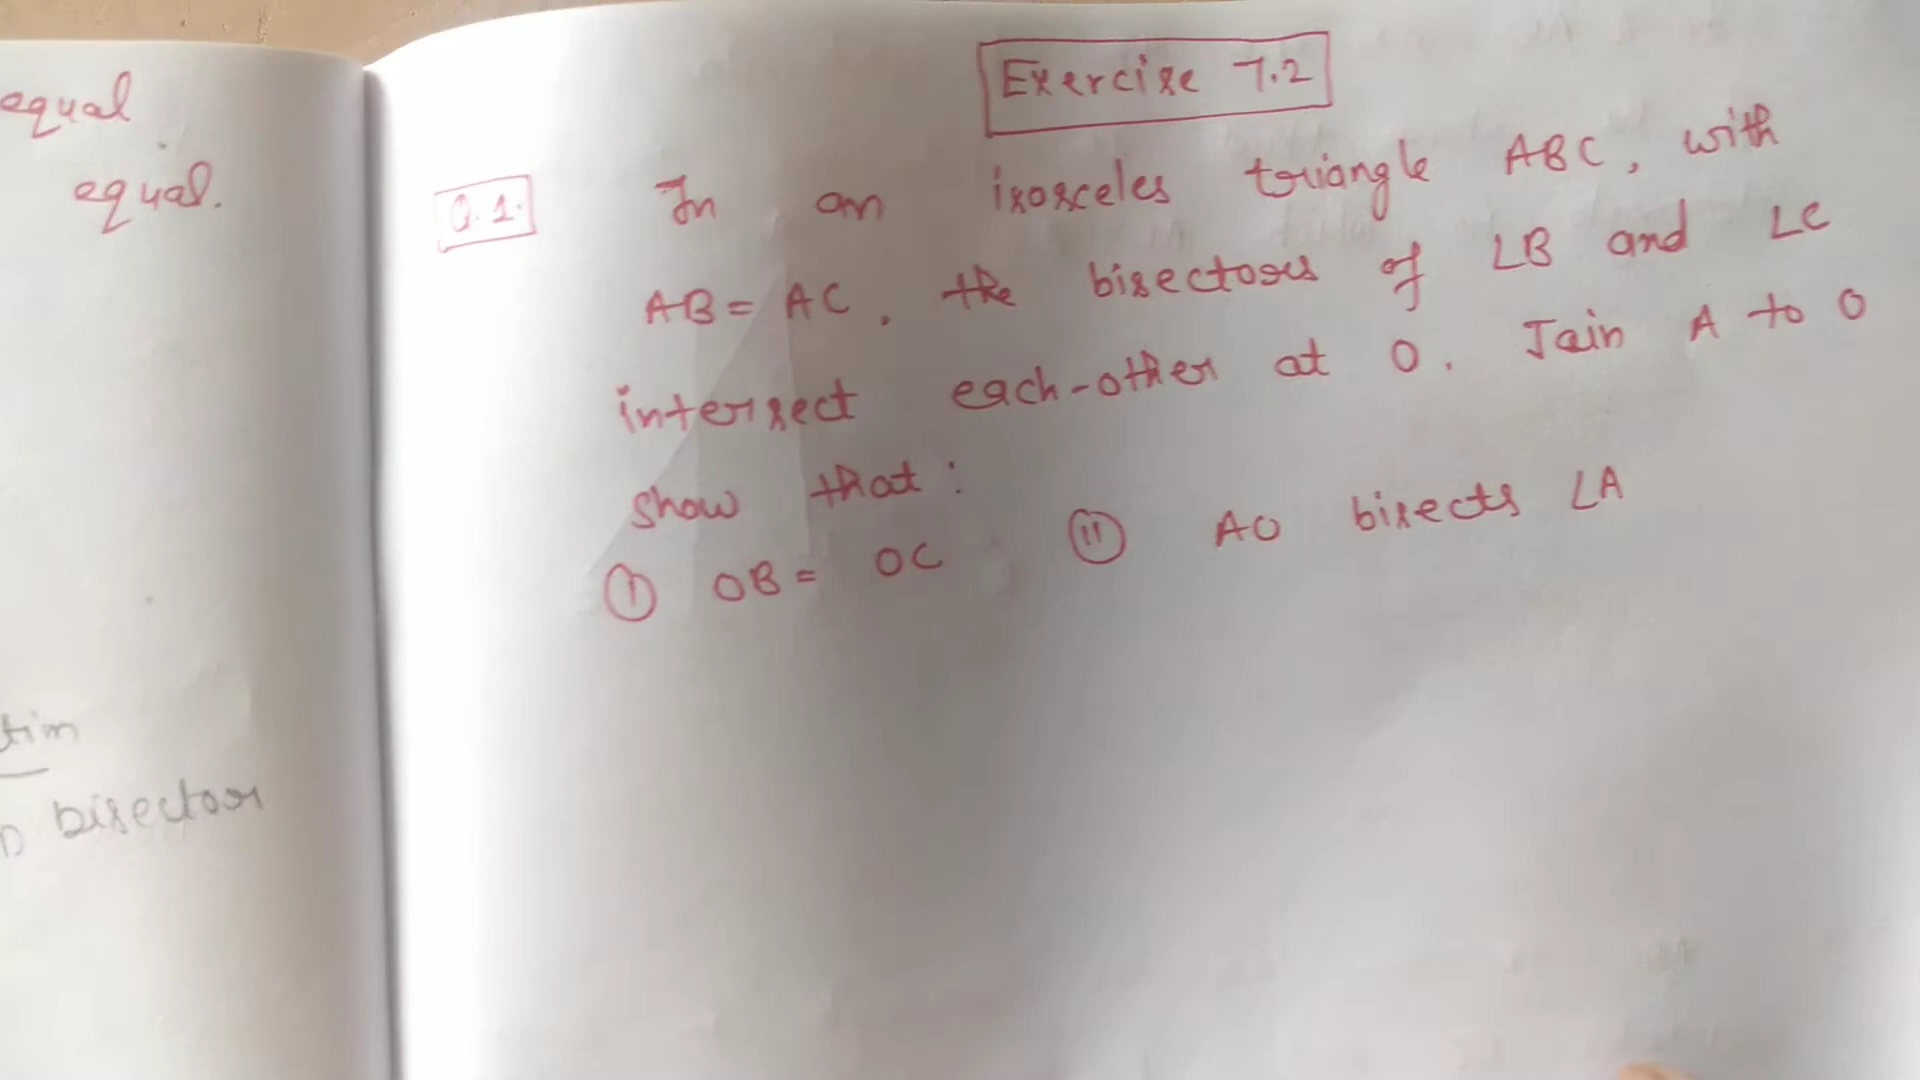 equal
equal.
tim
D bisector
Exercise 7.2
Q.1. In an isosceles triangle ABC, with
AB = AC, the bisectors of ∠B and ∠C
intersect each-other at O. Join A to O
show that:
(i) OB = OC (ii) AO bisects ∠A